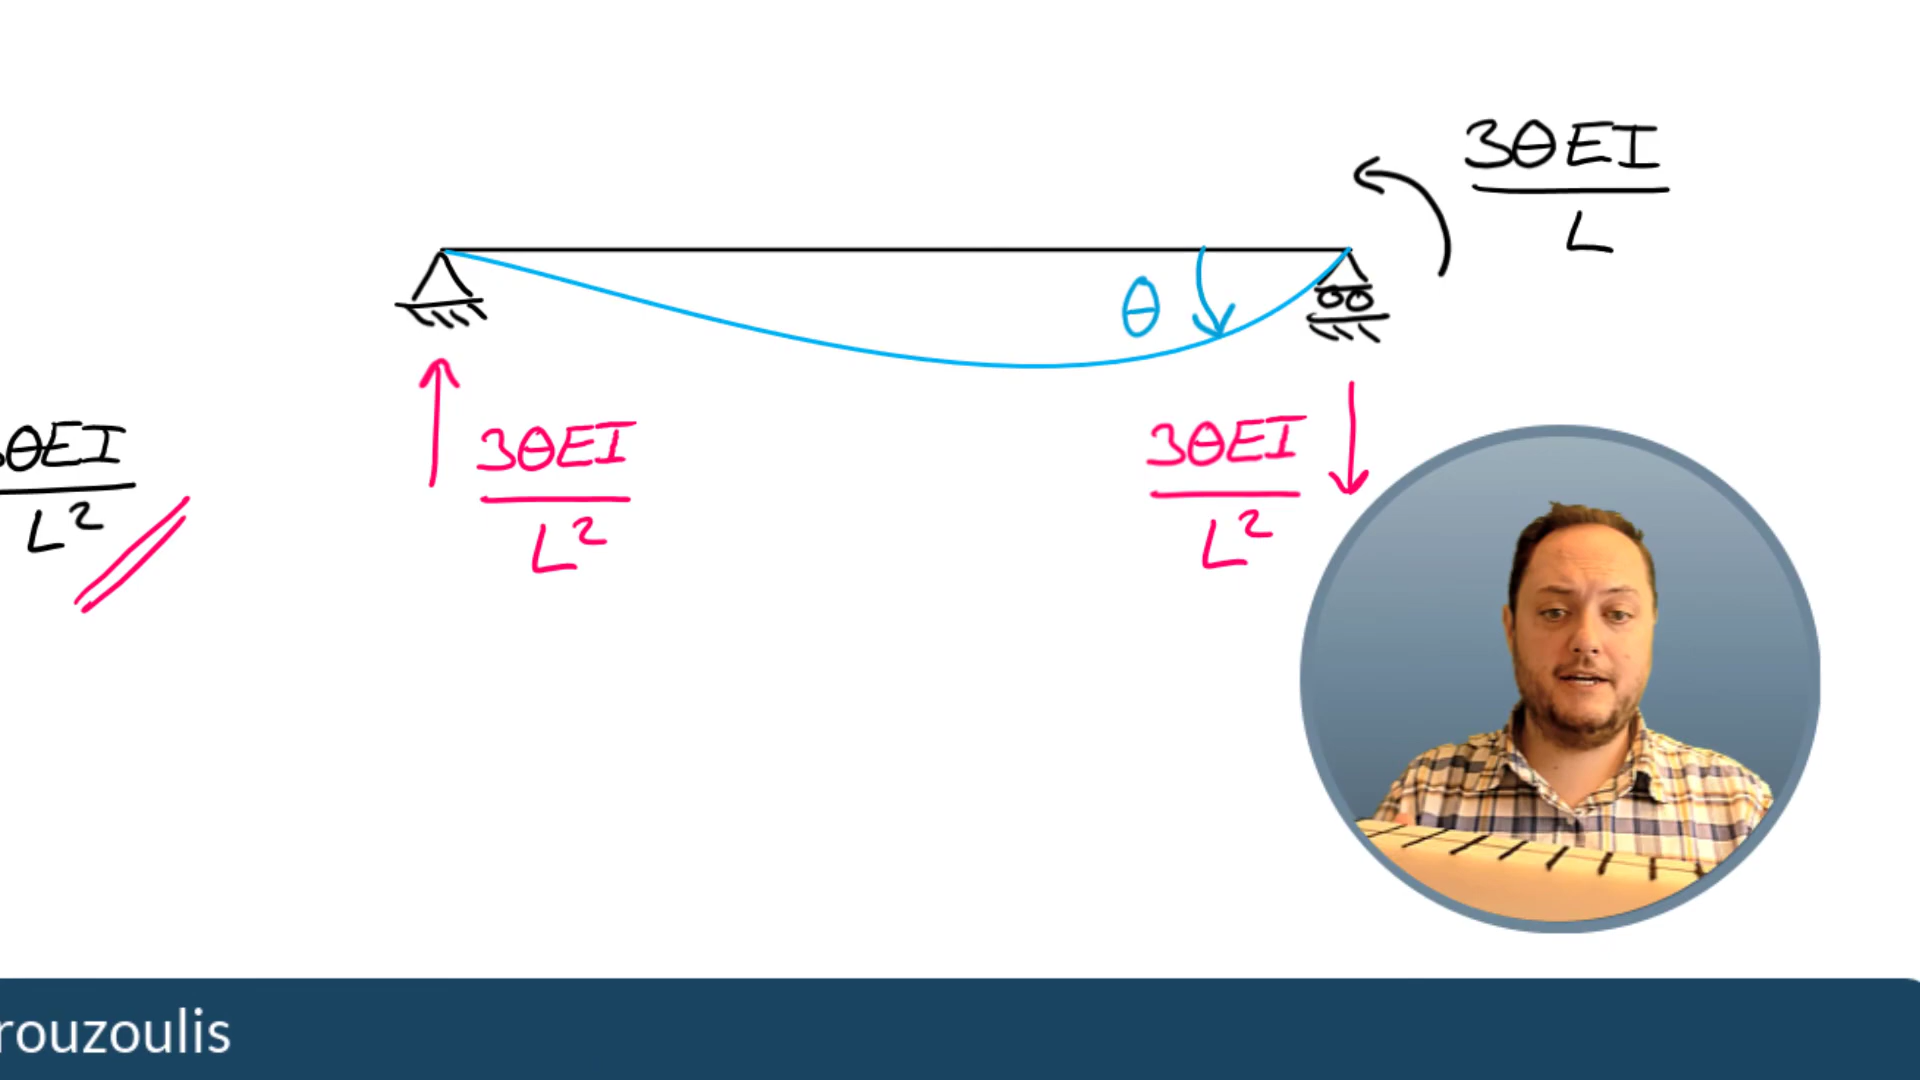 3θEI
L
θ
θEI
L²
3θEI
L²
3θEI
L²
rouzoulis